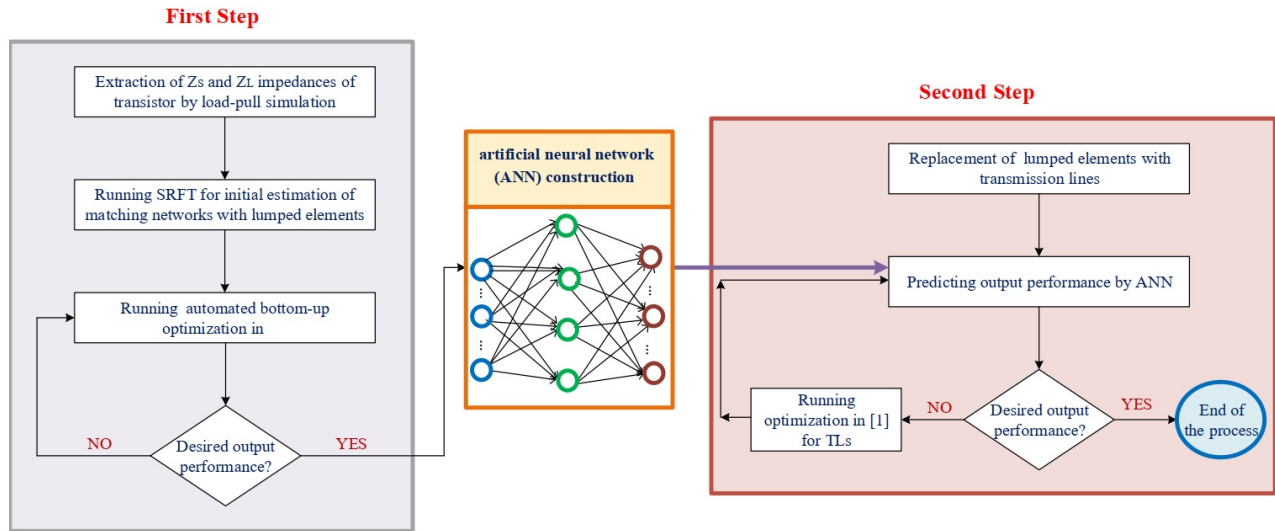 First Step
Extraction of ZS and ZL impedances of
transistor by load-pull simulation
Running SRFT for initial estimation of
matching networks with lumped elements
Running automated bottom-up
optimization in
Desired output
performance?
NO
YES
artificial neural network
(ANN) construction
...
...
...
...
Second Step
Replacement of lumped elements with
transmission lines
Predicting output performance by ANN
Desired output
performance?
NO
YES
Running
optimization in [1]
for TLs
End of
the process